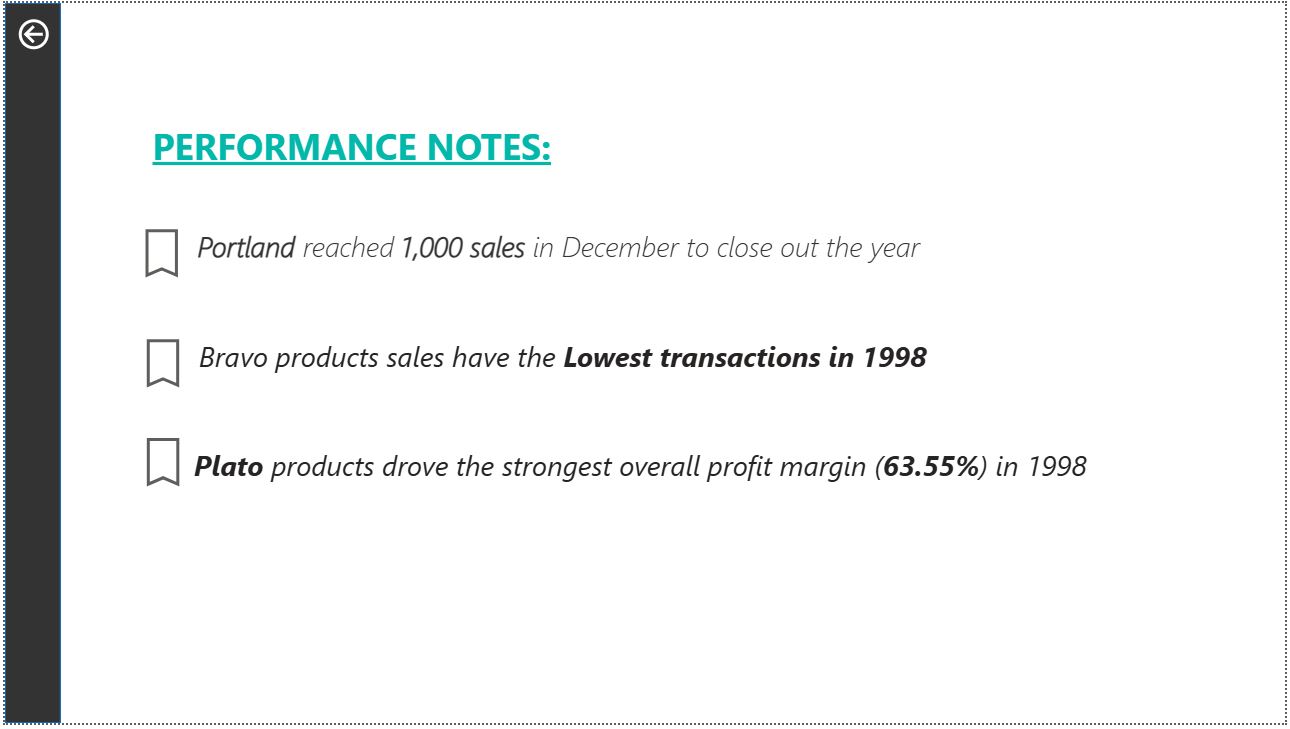 PERFORMANCE NOTES:
Portland reached 1,000 sales in December to close out the year
Bravo products sales have the Lowest transactions in 1998
Plato products drove the strongest overall profit margin (63.55%) in 1998